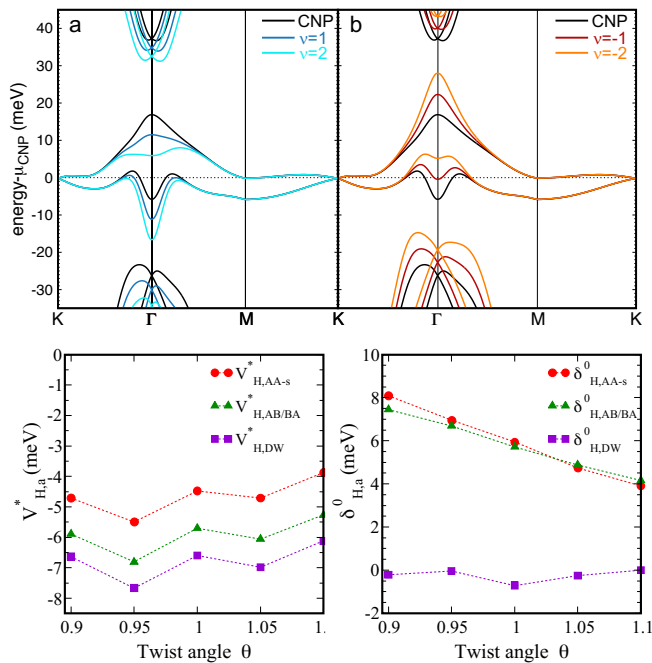 a
CNP
ν=1
ν=2
b
CNP
ν=-1
ν=-2
energy-μCNP (meV)
40
30
20
10
0
-10
-20
-30
K Γ M K Γ M K
V*H,AA-s
V*H,AB/BA
V*H,DW
V*H,a (meV)
0
-1
-2
-3
-4
-5
-6
-7
-8
0.9 0.95 1 1.05 1.
Twist angle θ
δ0H,AA-s
δ0H,AB/BA
δ0H,DW
δ0H,a (meV)
10
8
6
4
2
0
-2
0.9 0.95 1 1.05 1.1
Twist angle θ